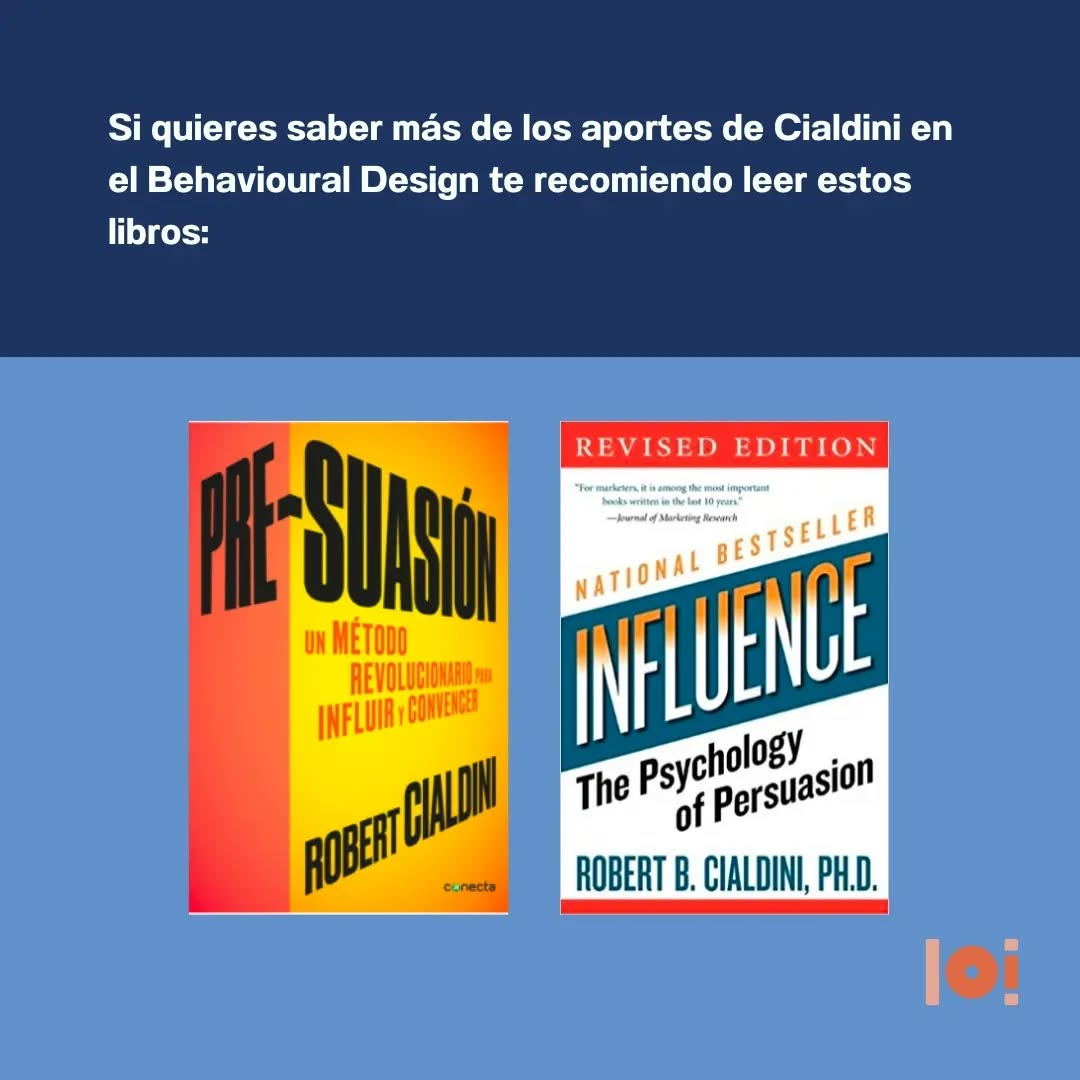 Si quieres saber más de los aportes de Cialdini en
el Behavioural Design te recomiendo leer estos
libros:
PRE-SUASIÓN
UN MÉTODO
REVOLUCIONARIO PARA
INFLUIR Y CONVENCER
ROBERT CIALDINI
conecta
REVISED EDITION
"For marketers, it is among the most important
books written in the last 10 years."
—Journal of Marketing Research
NATIONAL BESTSELLER
INFLUENCE
The Psychology
of Persuasion
ROBERT B. CIALDINI, PH.D.
loi